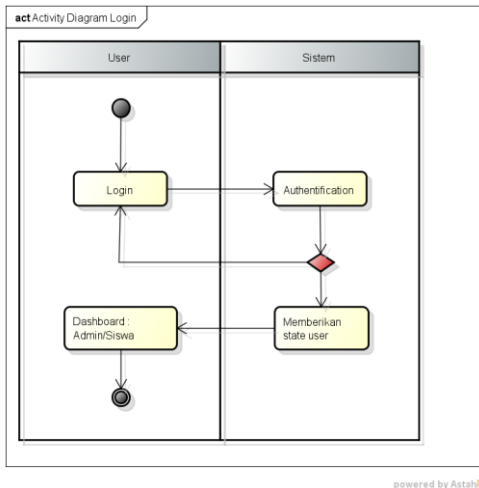 act Activity Diagram Login
User
Sistem
Login
Authentification
Dashboard :
Admin/Siswa
Memberikan
state user
powered by Astah